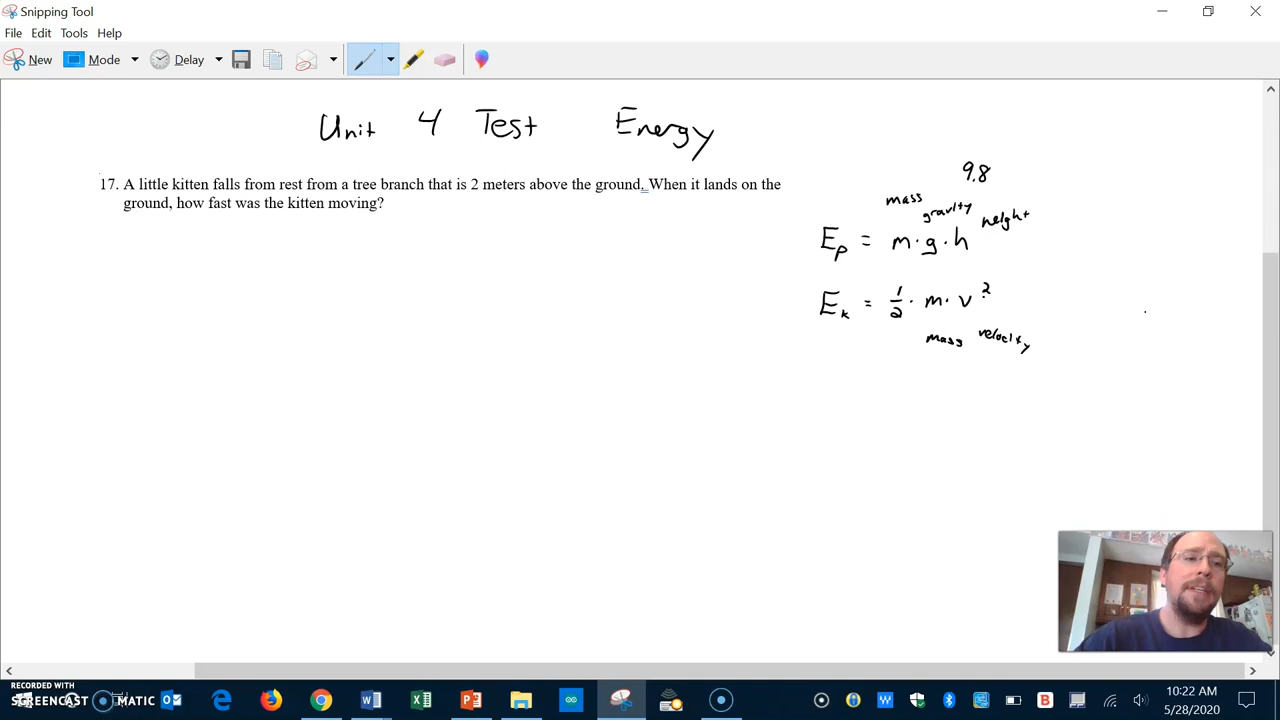 Snipping Tool
File Edit Tools Help
New Mode Delay
Unit 4 Test Energy
17. A little kitten falls from rest from a tree branch that is 2 meters above the ground. When it lands on the
ground, how fast was the kitten moving?
9.8
mass
gravity
height
Ep = m·g·h
Ek = 1/2 · m· v²
mass velocity
RECORDED WITH
SCREENCAST MATIC
10:22 AM
5/28/2020